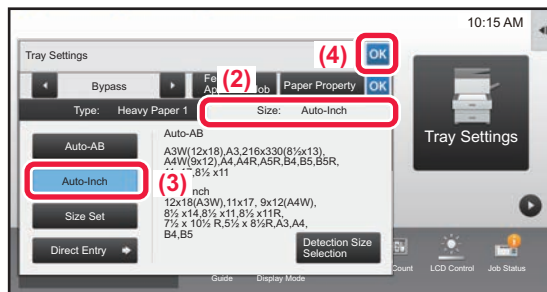 10:15 AM
Tray Settings
(4)
OK
Bypass
(2)
Fe
Ap
ob
Paper Property
OK
Type: Heavy Paper 1
Size: Auto-Inch
Auto-AB
Auto-AB
A3W(12x18),A3,216x330(8½x13),
A4W(9x12),A4,A4R,A5R,B4,B5,B5R,
8½ x11
Auto-Inch
(3)
nch
12x18(A3W),11x17, 9x12(A4W),
8½ x14,8½ x11,8½ x11R,
7½ x 10½ R,5½ x 8½R,A3,A4,
B4,B5
Size Set
Direct Entry
Detection Size
Selection
Tray Settings
Guide
Display Mode
Count
LCD Control
Job Status